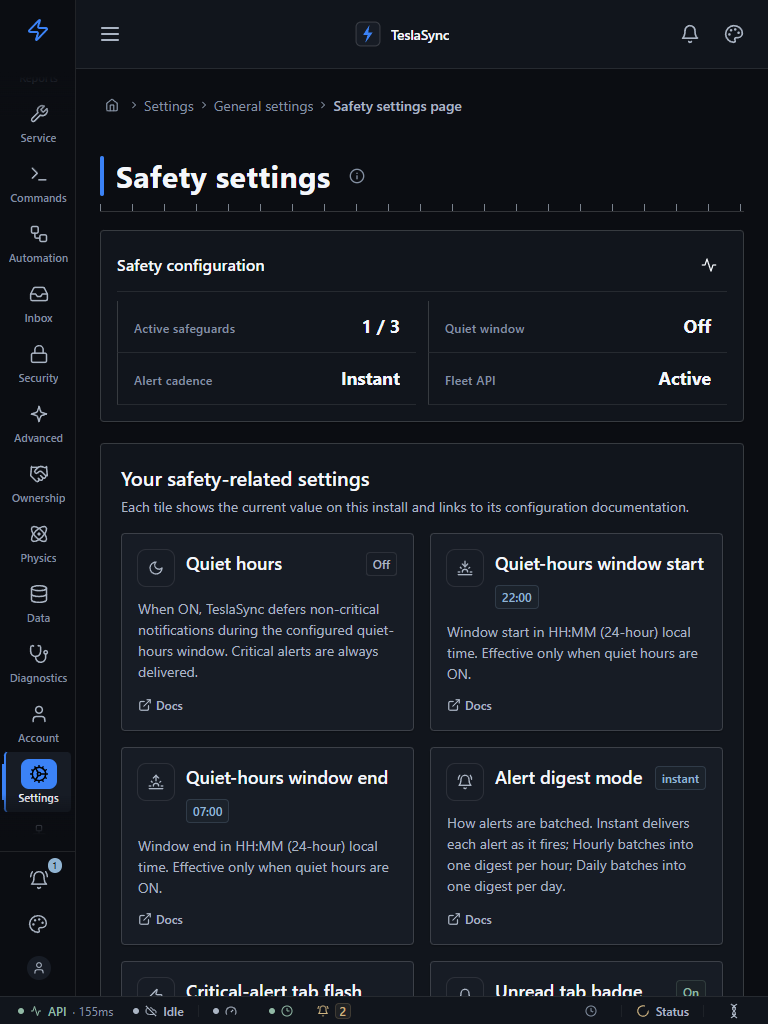 TeslaSync
Settings
General settings
Safety settings page
Service
Commands
Automation
Inbox
Security
Advanced
Ownership
Physics
Data
Diagnostics
Account
Settings
1
Safety settings
Safety configuration
Active safeguards
1 / 3
Quiet window
Off
Alert cadence
Instant
Fleet API
Active
Your safety-related settings
Each tile shows the current value on this install and links to its configuration documentation.
Quiet hours
Off
When ON, TeslaSync defers non-critical
notifications during the configured quiet-
hours window. Critical alerts are always
delivered.
Docs
Quiet-hours window start
22:00
Window start in HH:MM (24-hour) local
time. Effective only when quiet hours are
ON.
Docs
Quiet-hours window end
07:00
Window end in HH:MM (24-hour) local
time. Effective only when quiet hours are
ON.
Docs
Alert digest mode
instant
How alerts are batched. Instant delivers
each alert as it fires; Hourly batches into
one digest per hour; Daily batches into
one digest per day.
Docs
Critical-alert tab flash
Unread tab badge
On
API · 155ms
Idle
2
Status